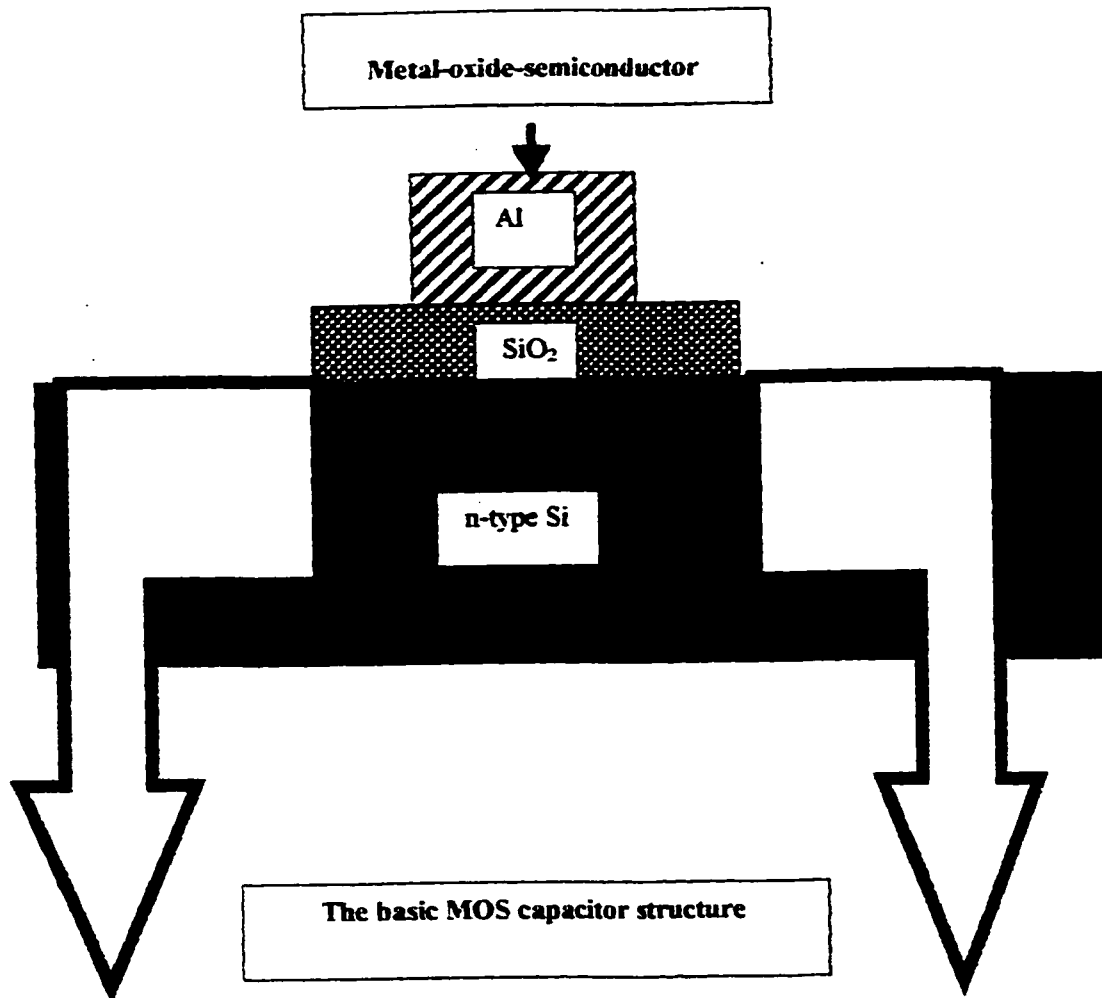 Metal-oxide-semiconductor
Al
SiO₂
n-type Si
The basic MOS capacitor structure